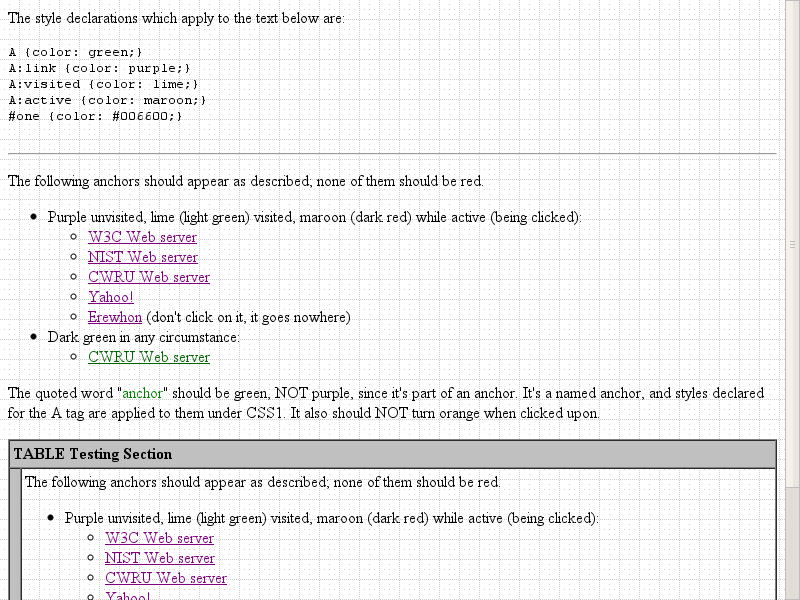 The style declarations which apply to the text below are:
A {color: green;}
A:link {color: purple;}
A:visited {color: lime;}
A:active {color: maroon;}
#one {color: #006600;}
The following anchors should appear as described; none of them should be red.
Purple unvisited, lime (light green) visited, maroon (dark red) while active (being clicked):
W3C Web server
NIST Web server
CWRU Web server
Yahoo!
Erewhon (don't click on it, it goes nowhere)
Dark green in any circumstance:
CWRU Web server
The quoted word "anchor" should be green, NOT purple, since it's part of an anchor. It's a named anchor, and styles declared
for the A tag are applied to them under CSS1. It also should NOT turn orange when clicked upon.
TABLE Testing Section
The following anchors should appear as described; none of them should be red.
Purple unvisited, lime (light green) visited, maroon (dark red) while active (being clicked):
W3C Web server
NIST Web server
CWRU Web server
Yahoo!